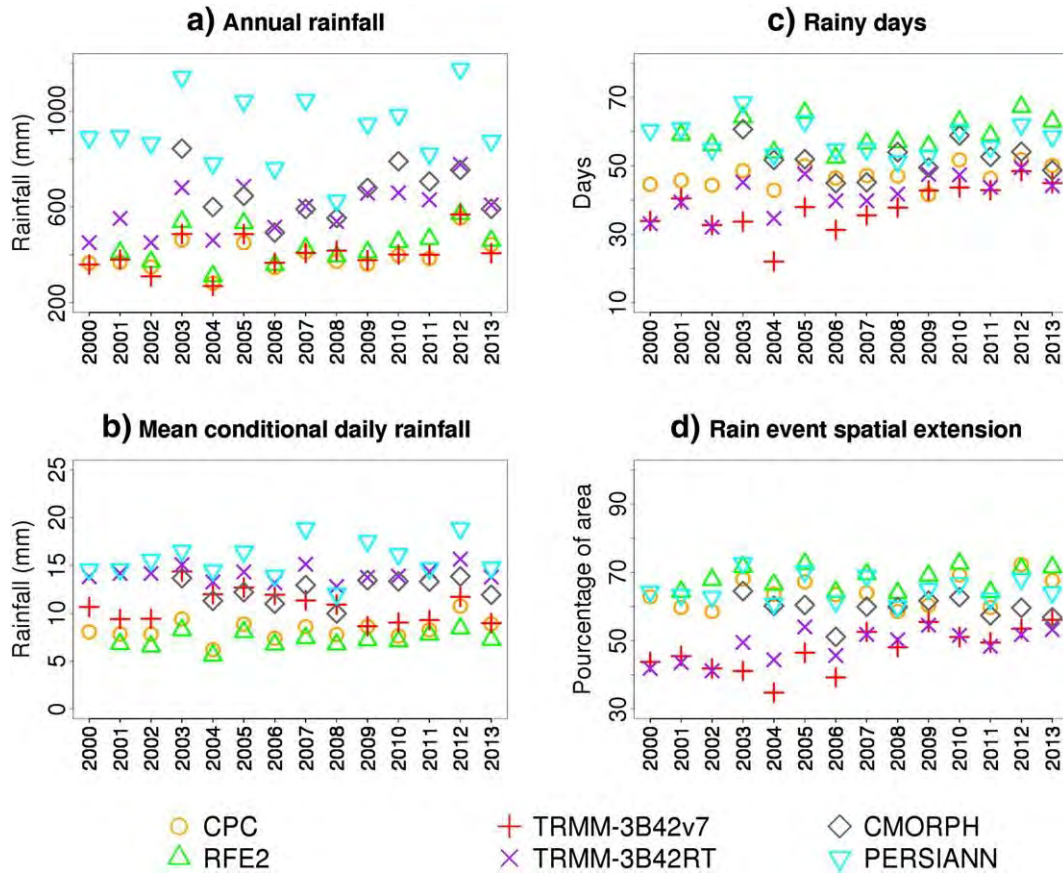 a) Annual rainfall
Rainfall (mm)
1000
600
200
2000 2001 2002 2003 2004 2005 2006 2007 2008 2009 2010 2011 2012 2013
c) Rainy days
Days
70
50
30
10
2000 2001 2002 2003 2004 2005 2006 2007 2008 2009 2010 2011 2012 2013
b) Mean conditional daily rainfall
Rainfall (mm)
25
20
15
10
5
0
2000 2001 2002 2003 2004 2005 2006 2007 2008 2009 2010 2011 2012 2013
d) Rain event spatial extension
Pourcentage of area
90
70
50
30
2000 2001 2002 2003 2004 2005 2006 2007 2008 2009 2010 2011 2012 2013
CPC
RFE2
TRMM-3B42v7
TRMM-3B42RT
CMORPH
PERSIANN